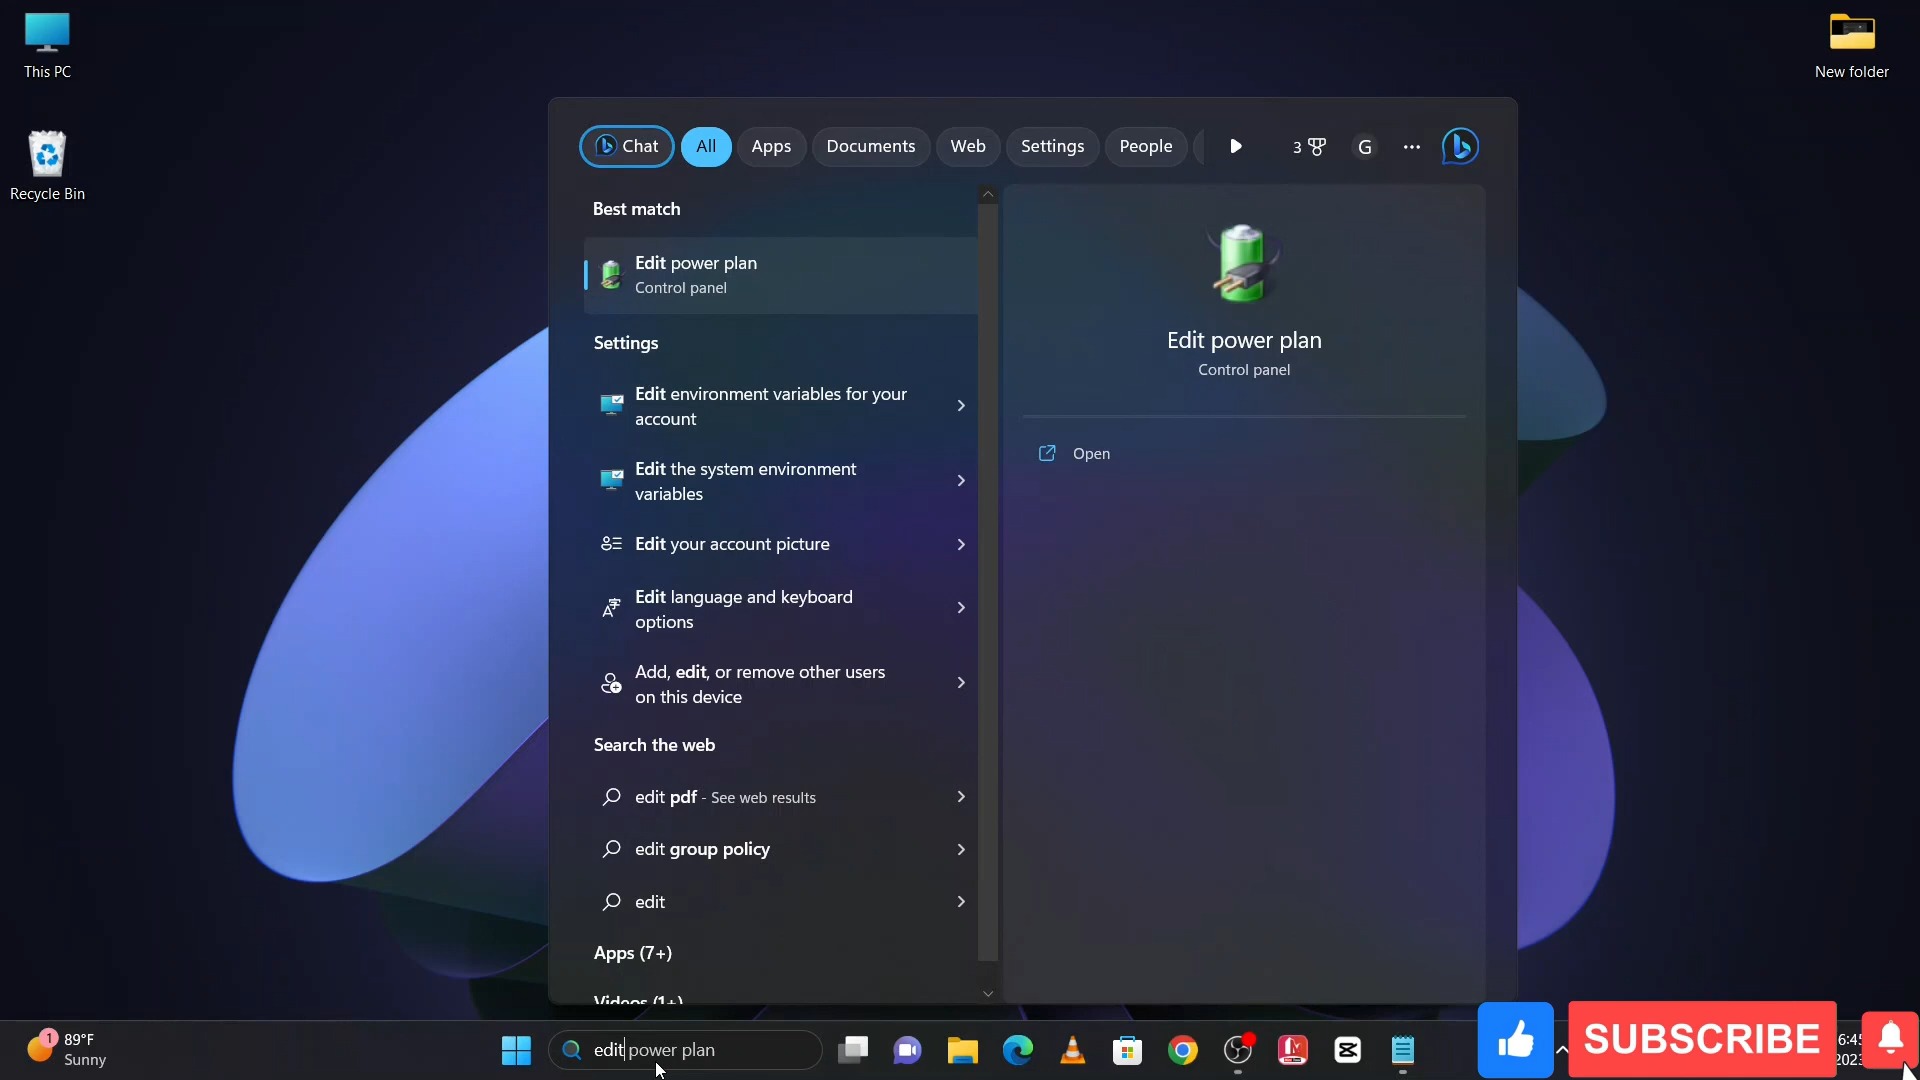 This PC
New folder
Recycle Bin
Chat
All
Apps
Documents
Web
Settings
People
3
G
Best match
Edit power plan
Control panel
Settings
Edit environment variables for your
account
Edit the system environment
variables
Edit your account picture
Edit language and keyboard
options
Add, edit, or remove other users
on this device
Search the web
edit pdf - See web results
edit group policy
edit
Apps (7+)
Videos (1+)
Edit power plan
Control panel
Open
1
89°F
Sunny
edit power plan
SUBSCRIBE